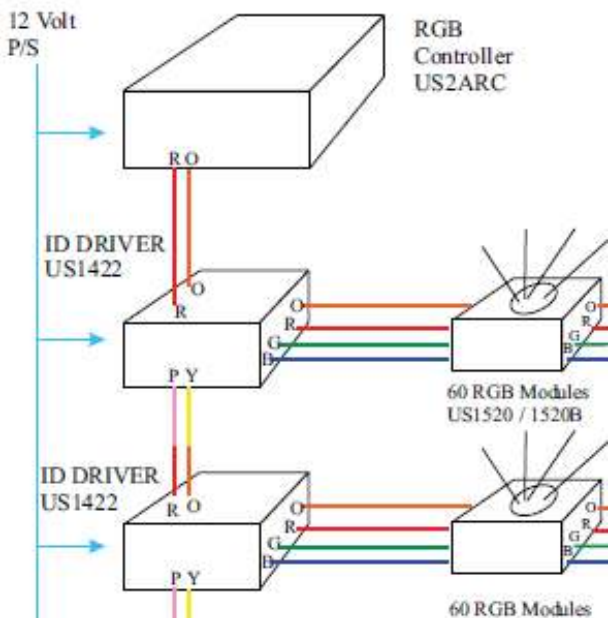 12 Volt
P/S
RGB
Controller
US2ARC
R O
ID DRIVER
US1422
O
R
O
R
G
B
O
R
G
B
P Y
60 RGB Modules
US1520 / 1520B
ID DRIVER
US1422
R O
O
R
G
B
O
R
G
B
P Y
60 RGB Modules